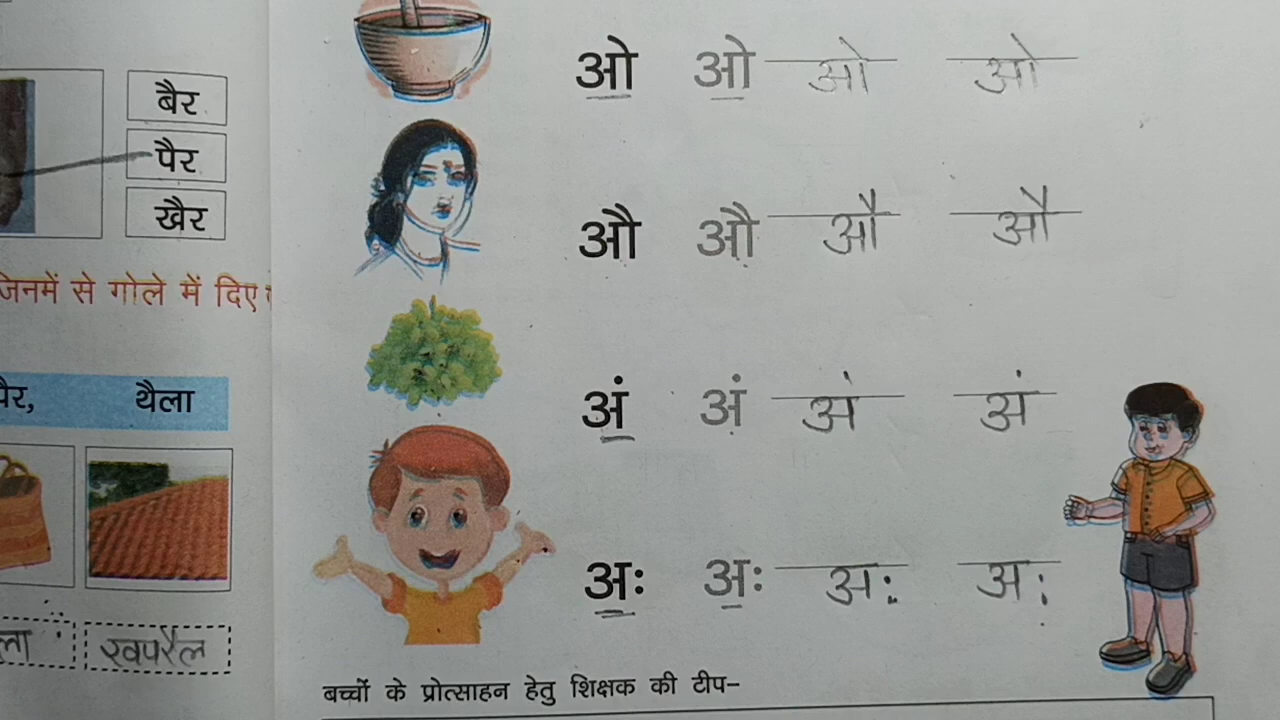 बैर
पैर
खैर
जिनमें से गोले में दिए
पैर, थैला
ला खपरैल
ओ ओ ओ ओ
औ औ औ औ
अं अं अं अं
अः अः अः अः
बच्चों के प्रोत्साहन हेतु शिक्षक की टीप–